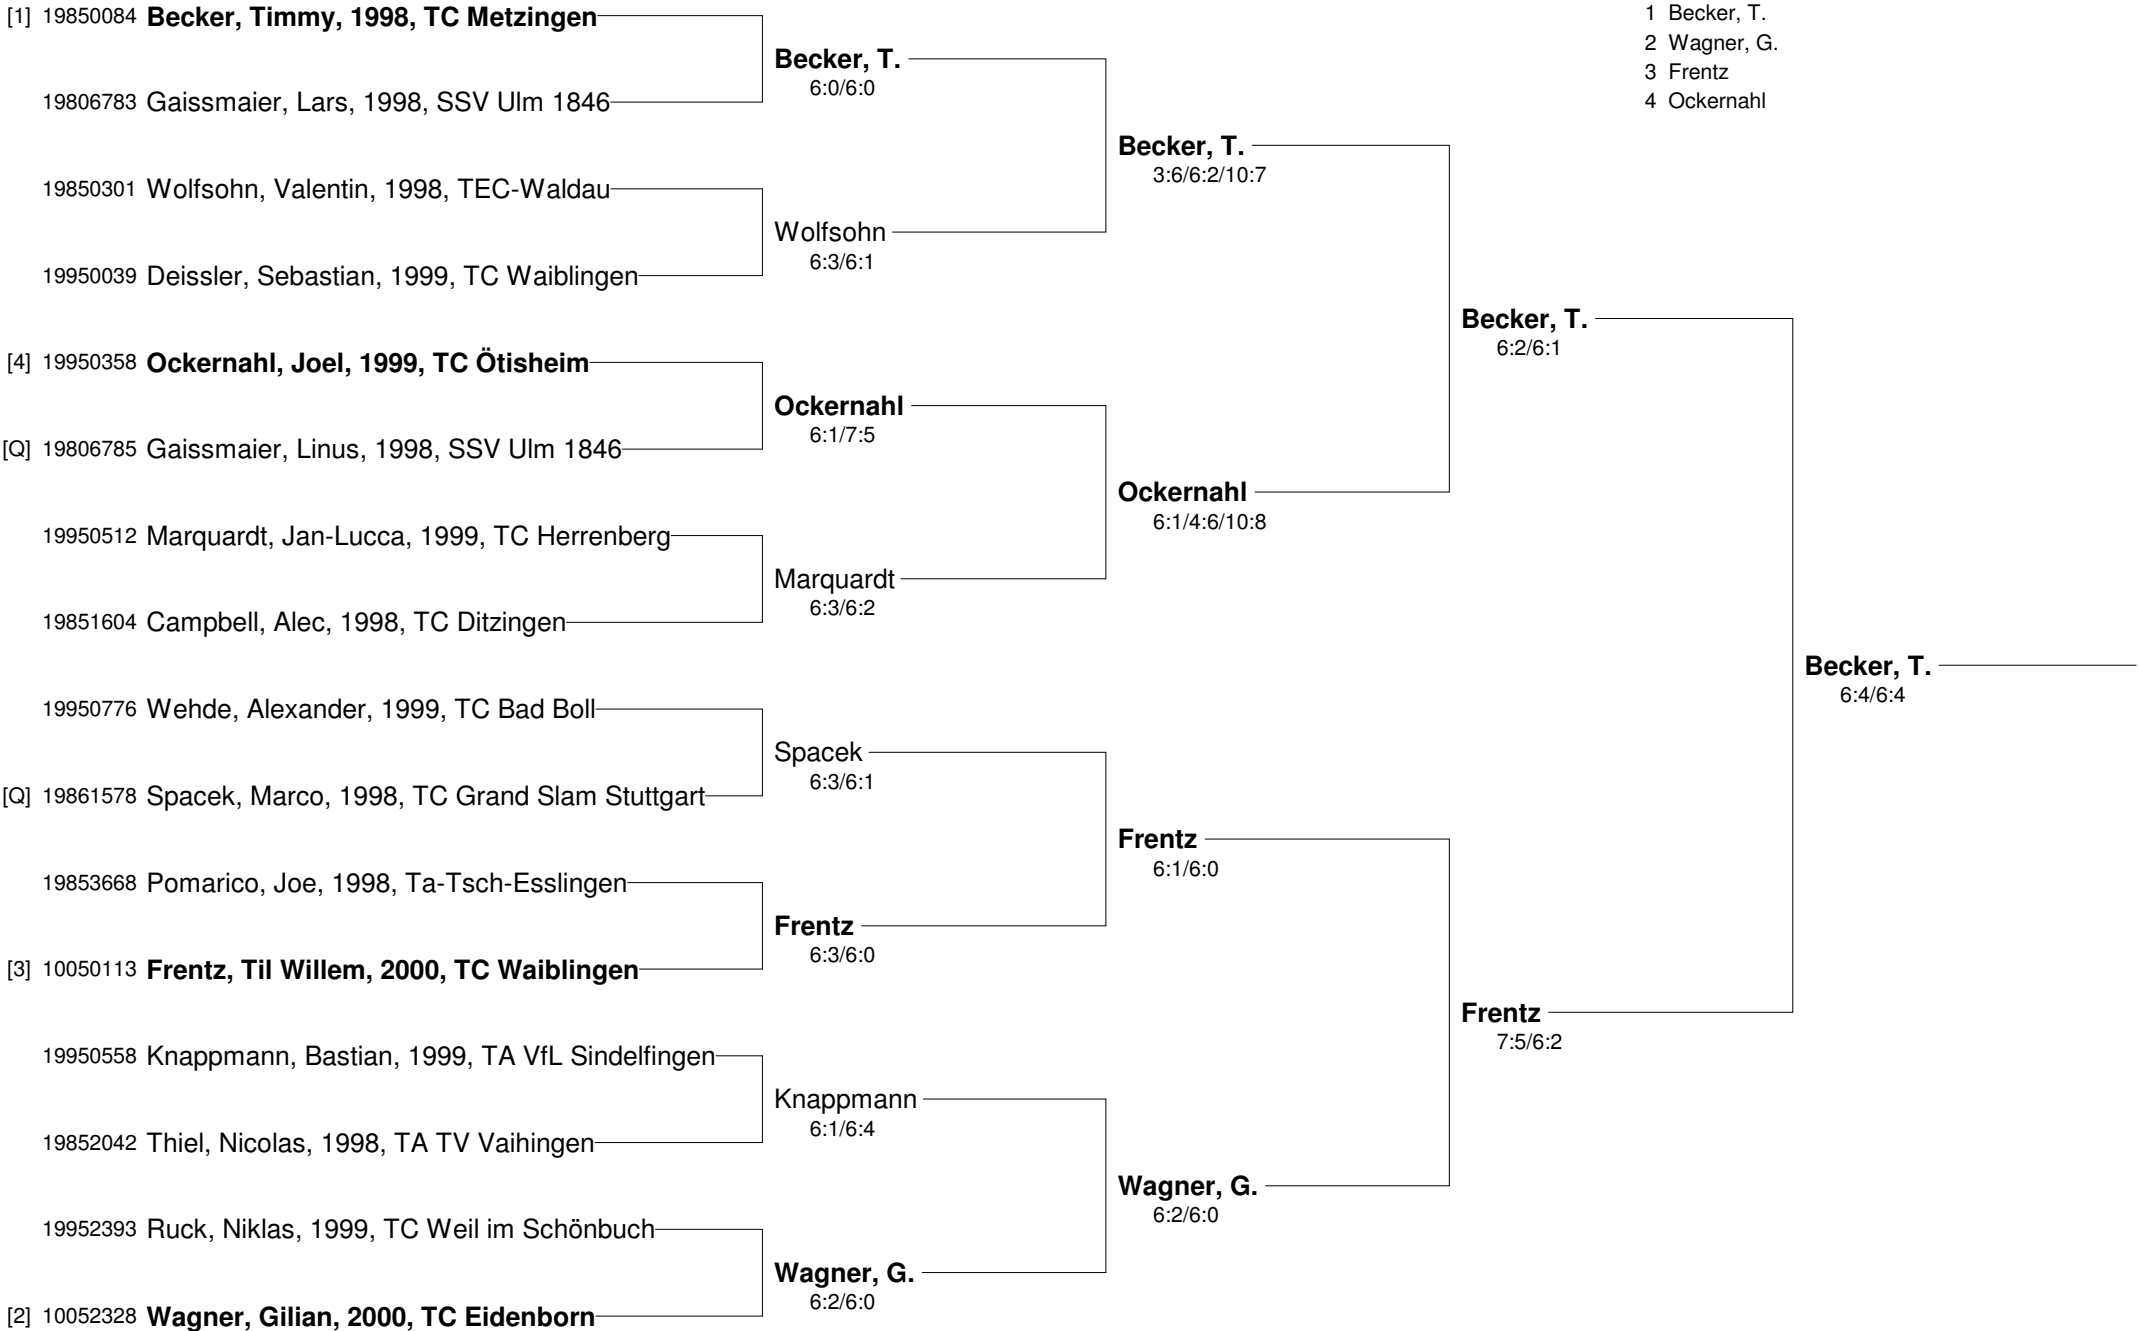 [1] 19850084 Becker, Timmy, 1998, TC Metzingen
19806783 Gaissmaier, Lars, 1998, SSV Ulm 1846
19850301 Wolfsohn, Valentin, 1998, TEC-Waldau
19950039 Deissler, Sebastian, 1999, TC Waiblingen
[4] 19950358 Ockernahl, Joel, 1999, TC Ötisheim
[Q] 19806785 Gaissmaier, Linus, 1998, SSV Ulm 1846
19950512 Marquardt, Jan-Lucca, 1999, TC Herrenberg
19851604 Campbell, Alec, 1998, TC Ditzingen
19950776 Wehde, Alexander, 1999, TC Bad Boll
[Q] 19861578 Spacek, Marco, 1998, TC Grand Slam Stuttgart
19853668 Pomarico, Joe, 1998, Ta-Tsch-Esslingen
[3] 10050113 Frentz, Til Willem, 2000, TC Waiblingen
19950558 Knappmann, Bastian, 1999, TA VfL Sindelfingen
19852042 Thiel, Nicolas, 1998, TA TV Vaihingen
19952393 Ruck, Niklas, 1999, TC Weil im Schönbuch
[2] 10052328 Wagner, Gilian, 2000, TC Eidenborn
Becker, T.
6:0/6:0
Wolfsohn
6:3/6:1
Ockernahl
6:1/7:5
Marquardt
6:3/6:2
Spacek
6:3/6:1
Frentz
6:3/6:0
Knappmann
6:1/6:4
Wagner, G.
6:2/6:0
Becker, T.
3:6/6:2/10:7
Ockernahl
6:1/4:6/10:8
Frentz
6:1/6:0
Wagner, G.
6:2/6:0
Becker, T.
6:2/6:1
Frentz
7:5/6:2
Becker, T.
6:4/6:4
1 Becker, T.
2 Wagner, G.
3 Frentz
4 Ockernahl